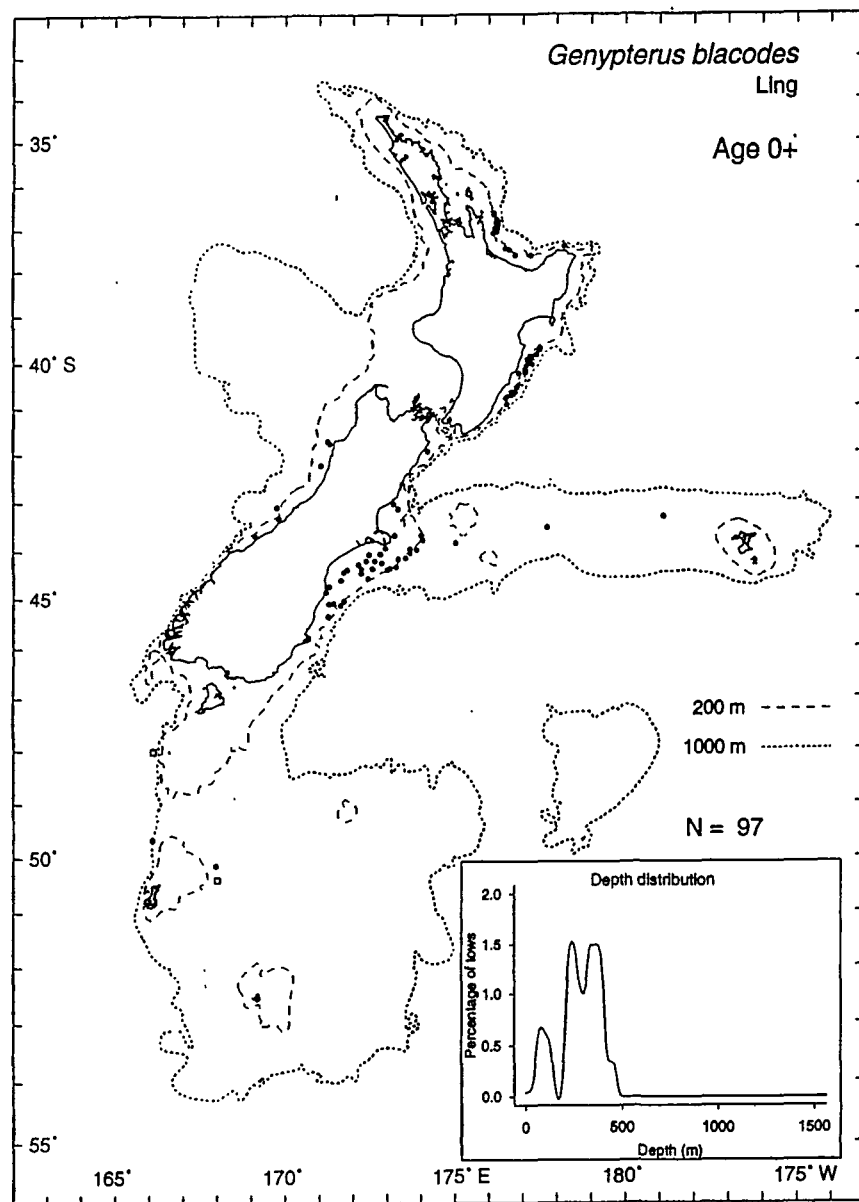 Genypterus blacodes
Ling
Age 0+
35°
40° S
45°
50°
55°
200 m
1000 m
N = 97
Depth distribution
Percentage of tows
2.0
1.5
1.0
0.5
0.0
0
500
1000
1500
Depth (m)
165°
170°
175° E
180°
175° W